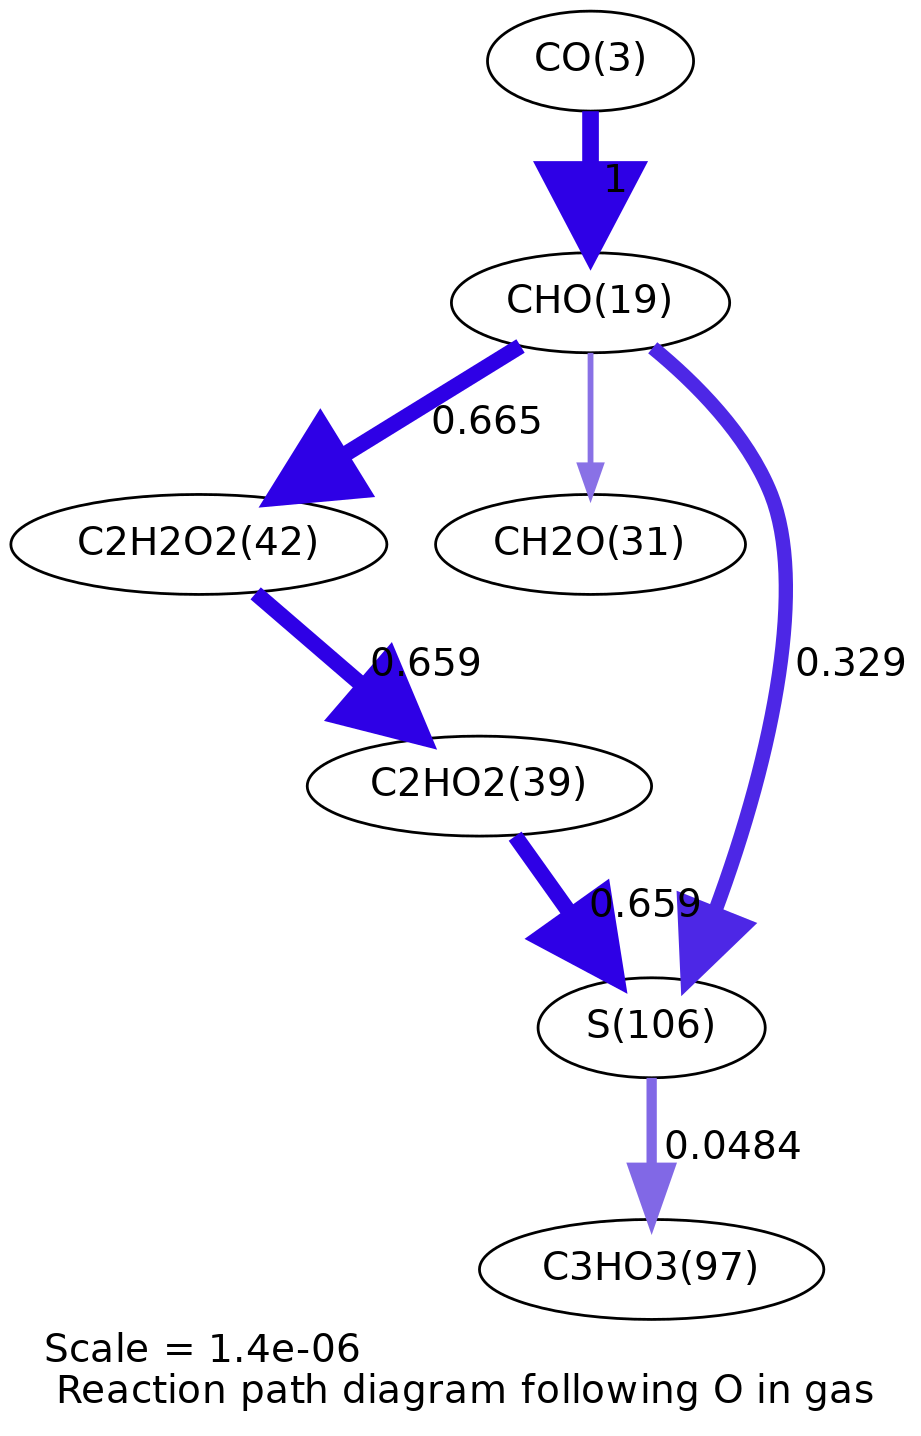 CO(3)
1
CHO(19)
0.665
C2H2O2(42)
CH2O(31)
0.659
0.329
C2HO2(39)
0.659
S(106)
0.0484
C3HO3(97)
Scale = 1.4e-06
Reaction path diagram following O in gas